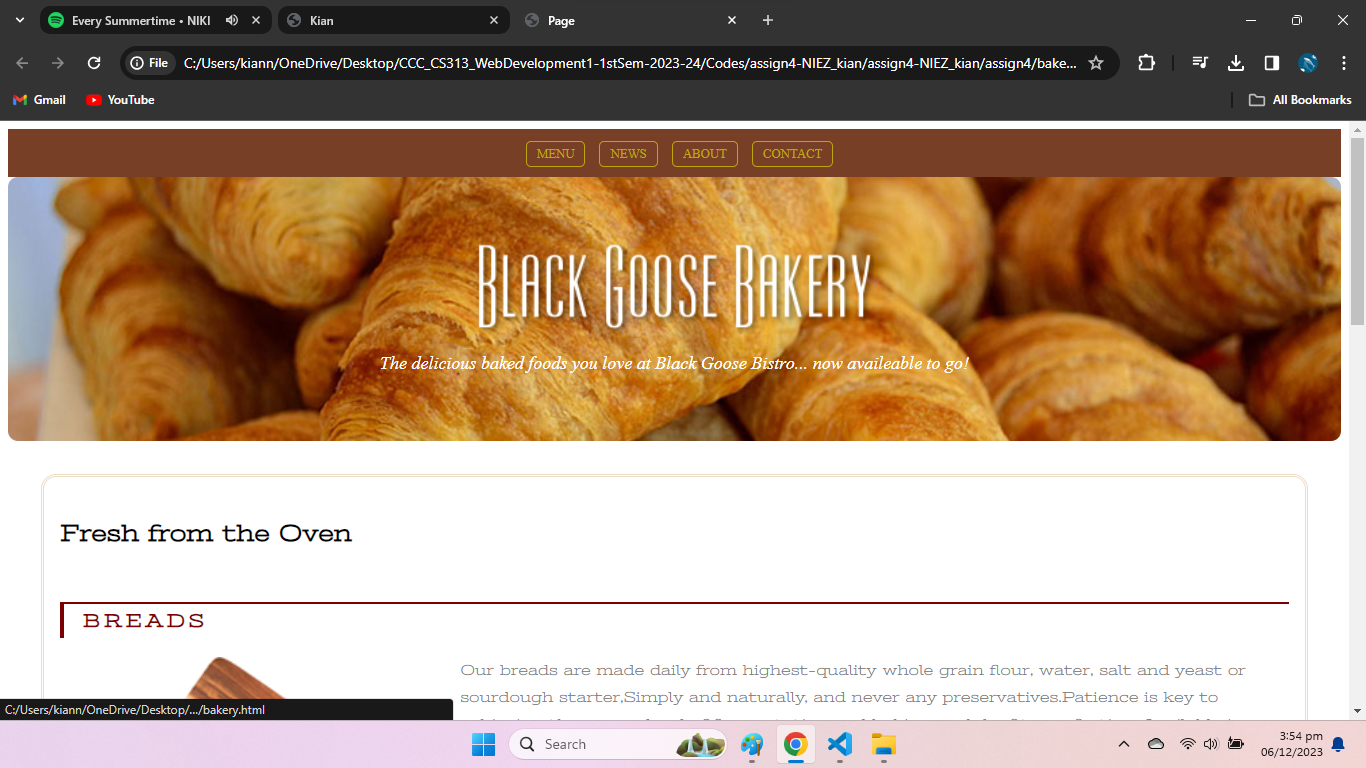 Every Summertime • NIKI
Kian
Page
File
C:/Users/kiann/OneDrive/Desktop/CCC_CS313_WebDevelopment1-1stSem-2023-24/Codes/assign4-NIEZ_kian/assign4-NIEZ_kian/assign4/bake...
Gmail
YouTube
All Bookmarks
MENU
NEWS
ABOUT
CONTACT
BLACK GOOSE BAKERY
The delicious baked foods you love at Black Goose Bistro... now availeable to go!
Fresh from the Oven
BREADS
Our breads are made daily from highest-quality whole grain flour, water, salt and yeast or
sourdough starter,Simply and naturally, and never any preservatives.Patience is key to
C:/Users/kiann/OneDrive/Desktop/.../bakery.html
Search
3:54 pm
06/12/2023